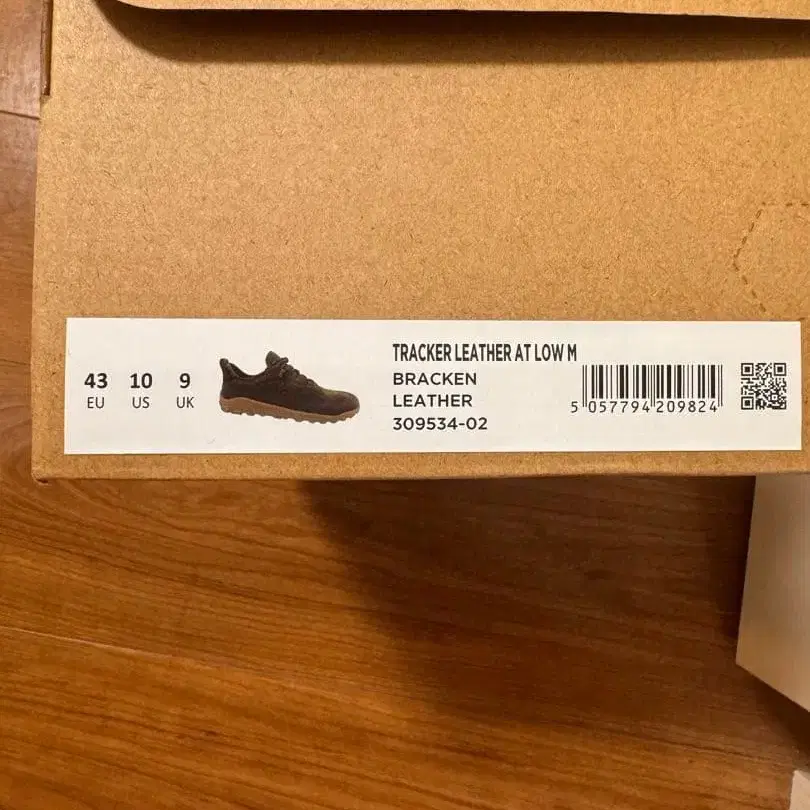 43 10 9
EU US UK
TRACKER LEATHER AT LOW M
BRACKEN
LEATHER
309534-02
5 057794 209824